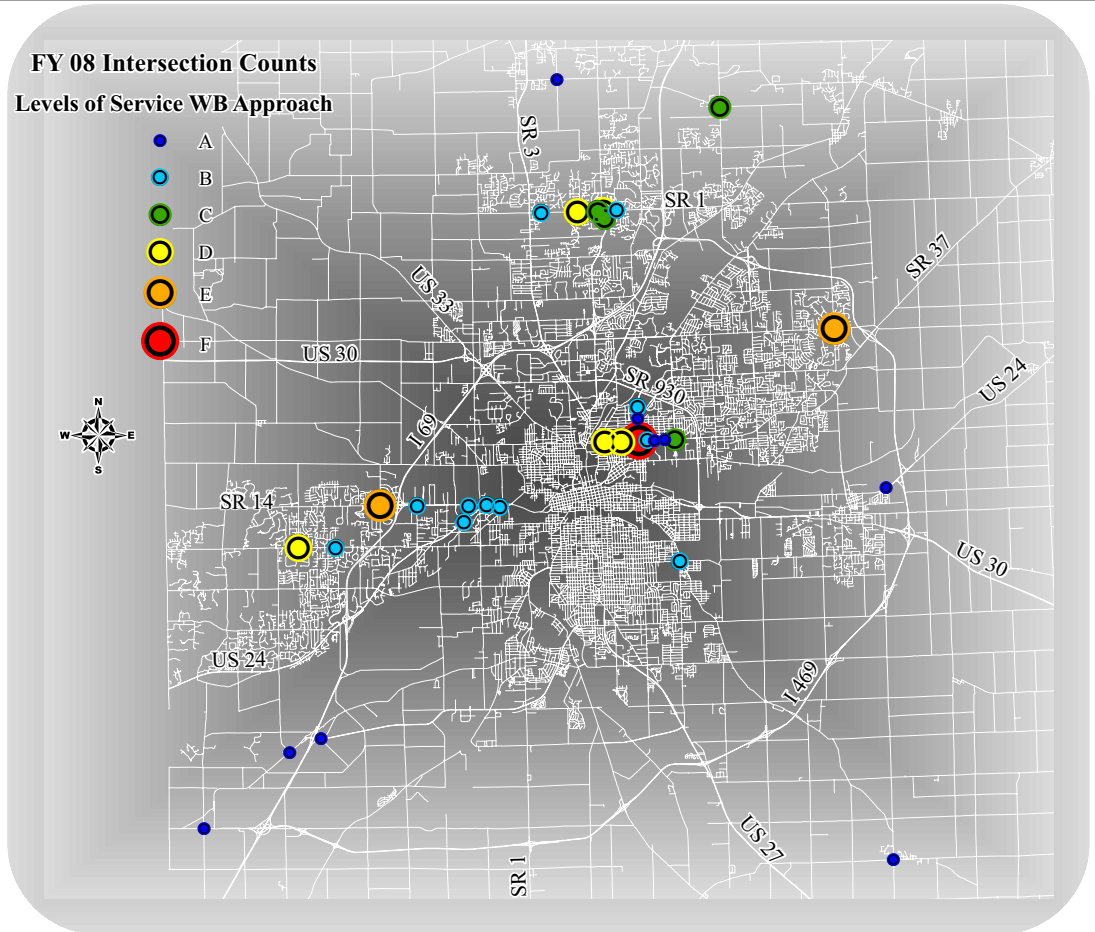 FY 08 Intersection Counts
Levels of Service WB Approach
A
B
C
D
E
F
SR 3
SR 1
SR 37
US 33
US 30
SR 930
US 24
I 69
N
W E
S
SR 14
US 30
US 24
I 469
US 27
SR 1